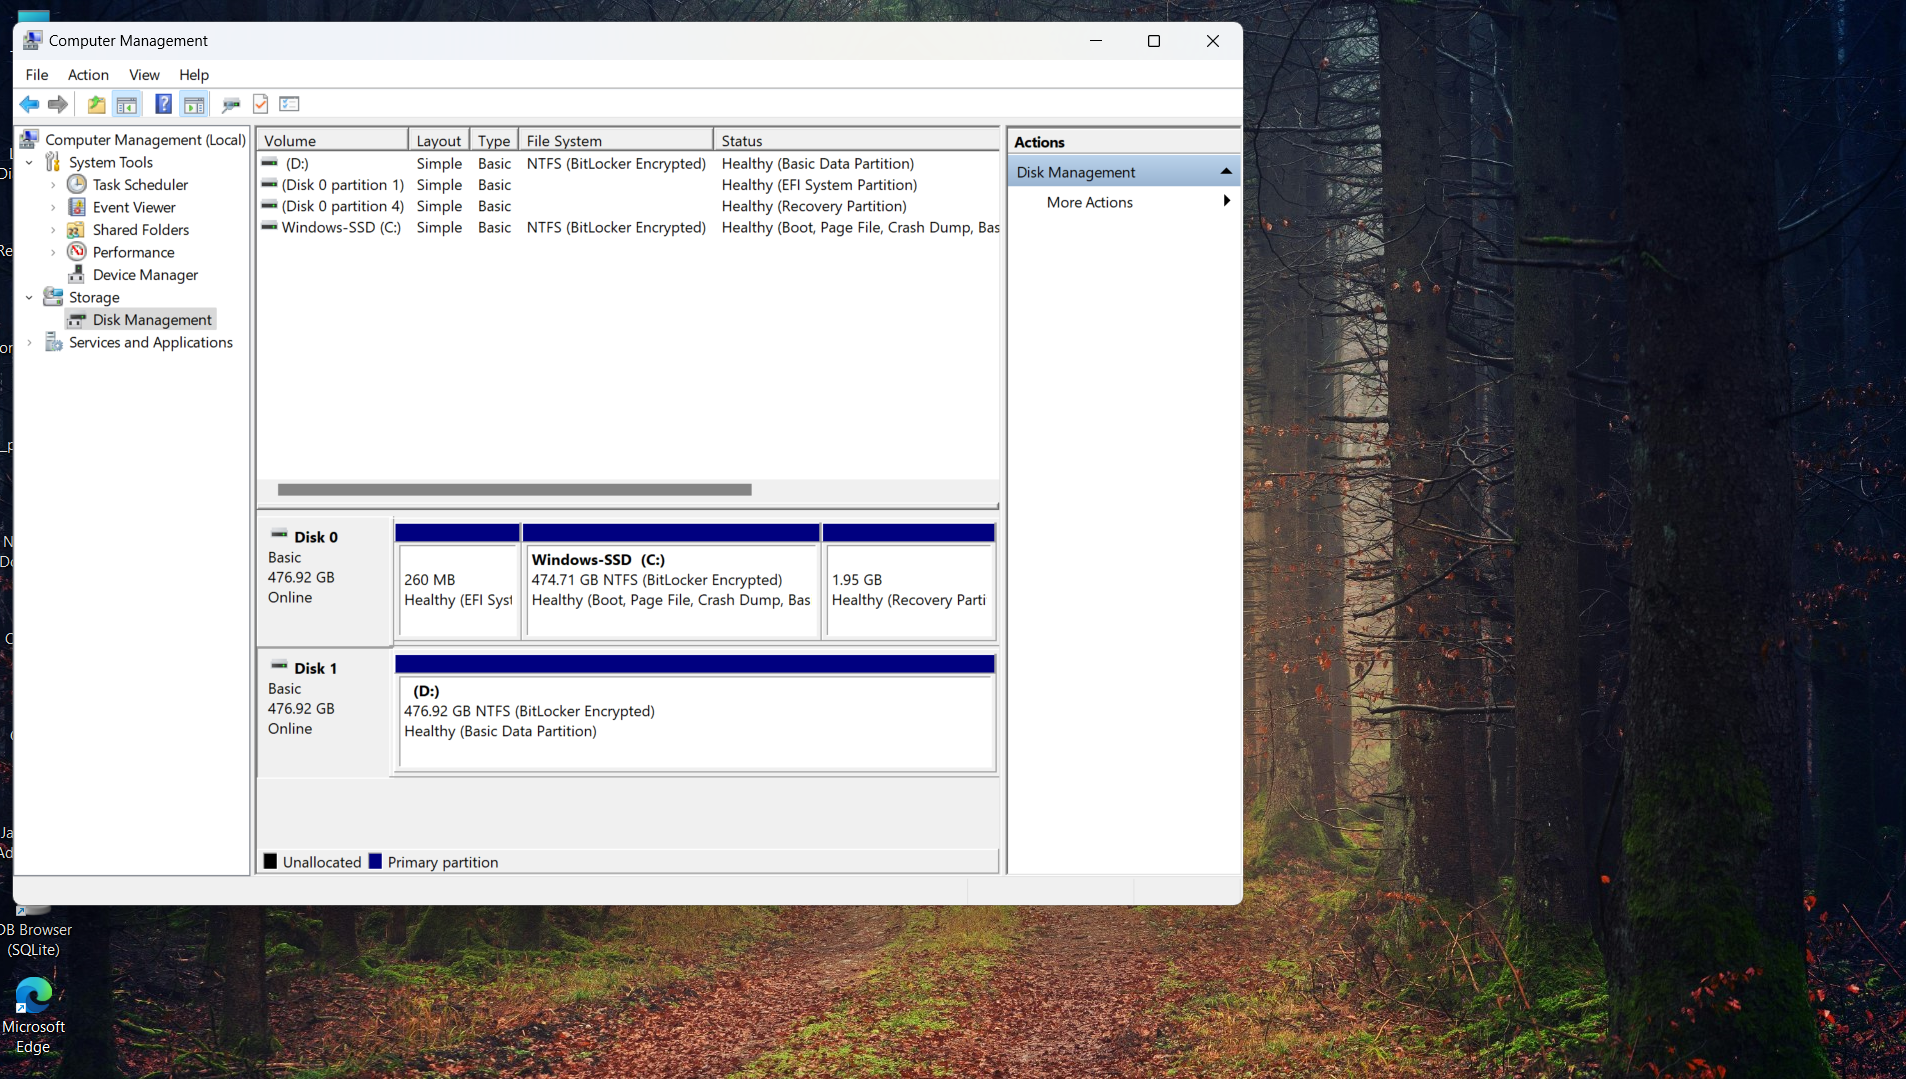 Computer Management
File Action View Help
Computer Management (Local)
System Tools
Task Scheduler
Event Viewer
Shared Folders
Performance
Device Manager
Storage
Disk Management
Services and Applications
Volume Layout Type File System Status
(D:) Simple Basic NTFS (BitLocker Encrypted) Healthy (Basic Data Partition)
(Disk 0 partition 1) Simple Basic Healthy (EFI System Partition)
(Disk 0 partition 4) Simple Basic Healthy (Recovery Partition)
Windows-SSD (C:) Simple Basic NTFS (BitLocker Encrypted) Healthy (Boot, Page File, Crash Dump, Bas
Disk 0
Basic
476.92 GB
Online
260 MB
Healthy (EFI Syst
Windows-SSD (C:)
474.71 GB NTFS (BitLocker Encrypted)
Healthy (Boot, Page File, Crash Dump, Bas
1.95 GB
Healthy (Recovery Parti
Disk 1
Basic
476.92 GB
Online
(D:)
476.92 GB NTFS (BitLocker Encrypted)
Healthy (Basic Data Partition)
Unallocated Primary partition
Actions
Disk Management
More Actions
DB Browser
(SQLite)
Microsoft
Edge